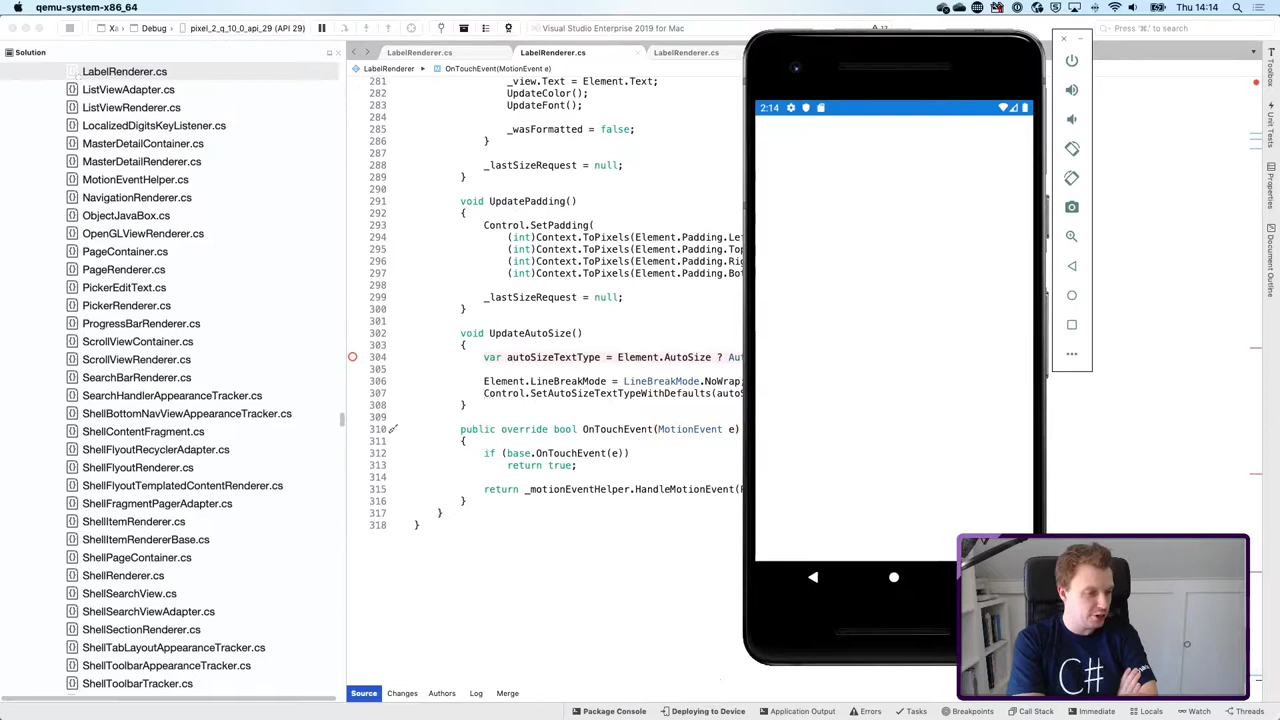 qemu-system-x86_64
Thu 14:14
Debug
pixel_2_q_10_0_api_29 (API 29)
Visual Studio Enterprise 2019 for Mac
Press '⌘.' to search
Solution
LabelRenderer.cs
LabelRenderer.cs
LabelRenderer.cs
LabelRenderer
OnTouchEvent(MotionEvent e)
LabelRenderer.cs
ListViewAdapter.cs
ListViewRenderer.cs
LocalizedDigitsKeyListener.cs
MasterDetailContainer.cs
MasterDetailRenderer.cs
MotionEventHelper.cs
NavigationRenderer.cs
ObjectJavaBox.cs
OpenGLViewRenderer.cs
PageContainer.cs
PageRenderer.cs
PickerEditText.cs
PickerRenderer.cs
ProgressBarRenderer.cs
ScrollViewContainer.cs
ScrollViewRenderer.cs
SearchBarRenderer.cs
SearchHandlerAppearanceTracker.cs
ShellBottomNavViewAppearanceTracker.cs
ShellContentFragment.cs
ShellFlyoutRecyclerAdapter.cs
ShellFlyoutRenderer.cs
ShellFlyoutTemplatedContentRenderer.cs
ShellFragmentPagerAdapter.cs
ShellItemRenderer.cs
ShellItemRendererBase.cs
ShellPageContainer.cs
ShellRenderer.cs
ShellSearchView.cs
ShellSearchViewAdapter.cs
ShellSectionRenderer.cs
ShellTabLayoutAppearanceTracker.cs
ShellToolbarAppearanceTracker.cs
ShellToolbarTracker.cs
281 _view.Text = Element.Text;
282 UpdateColor();
283 UpdateFont();
284
285 _wasFormatted = false;
286 }
287
288 _lastSizeRequest = null;
289 }
290
291 void UpdatePadding()
292 {
293 Control.SetPadding(
294 (int)Context.ToPixels(Element.Padding.Le
295 (int)Context.ToPixels(Element.Padding.To
296 (int)Context.ToPixels(Element.Padding.Ri
297 (int)Context.ToPixels(Element.Padding.Bo
298
299 _lastSizeRequest = null;
300 }
301
302 void UpdateAutoSize()
303 {
304 var autoSizeTextType = Element.AutoSize ? Au
305
306 Element.LineBreakMode = LineBreakMode.NoWrap;
307 Control.SetAutoSizeTextTypeWithDefaults(autoS
308 }
309
310 public override bool OnTouchEvent(MotionEvent e)
311 {
312 if (base.OnTouchEvent(e))
313 return true;
314
315 return _motionEventHelper.HandleMotionEvent(
316 }
317 }
318 }
2:14
Toolbox
Unit Tests
Properties
Document Outline
C#
Source
Changes
Authors
Log
Merge
Package Console
Deploying to Device
Application Output
Errors
Tasks
Breakpoints
Call Stack
Immediate
Locals
Watch
Threads